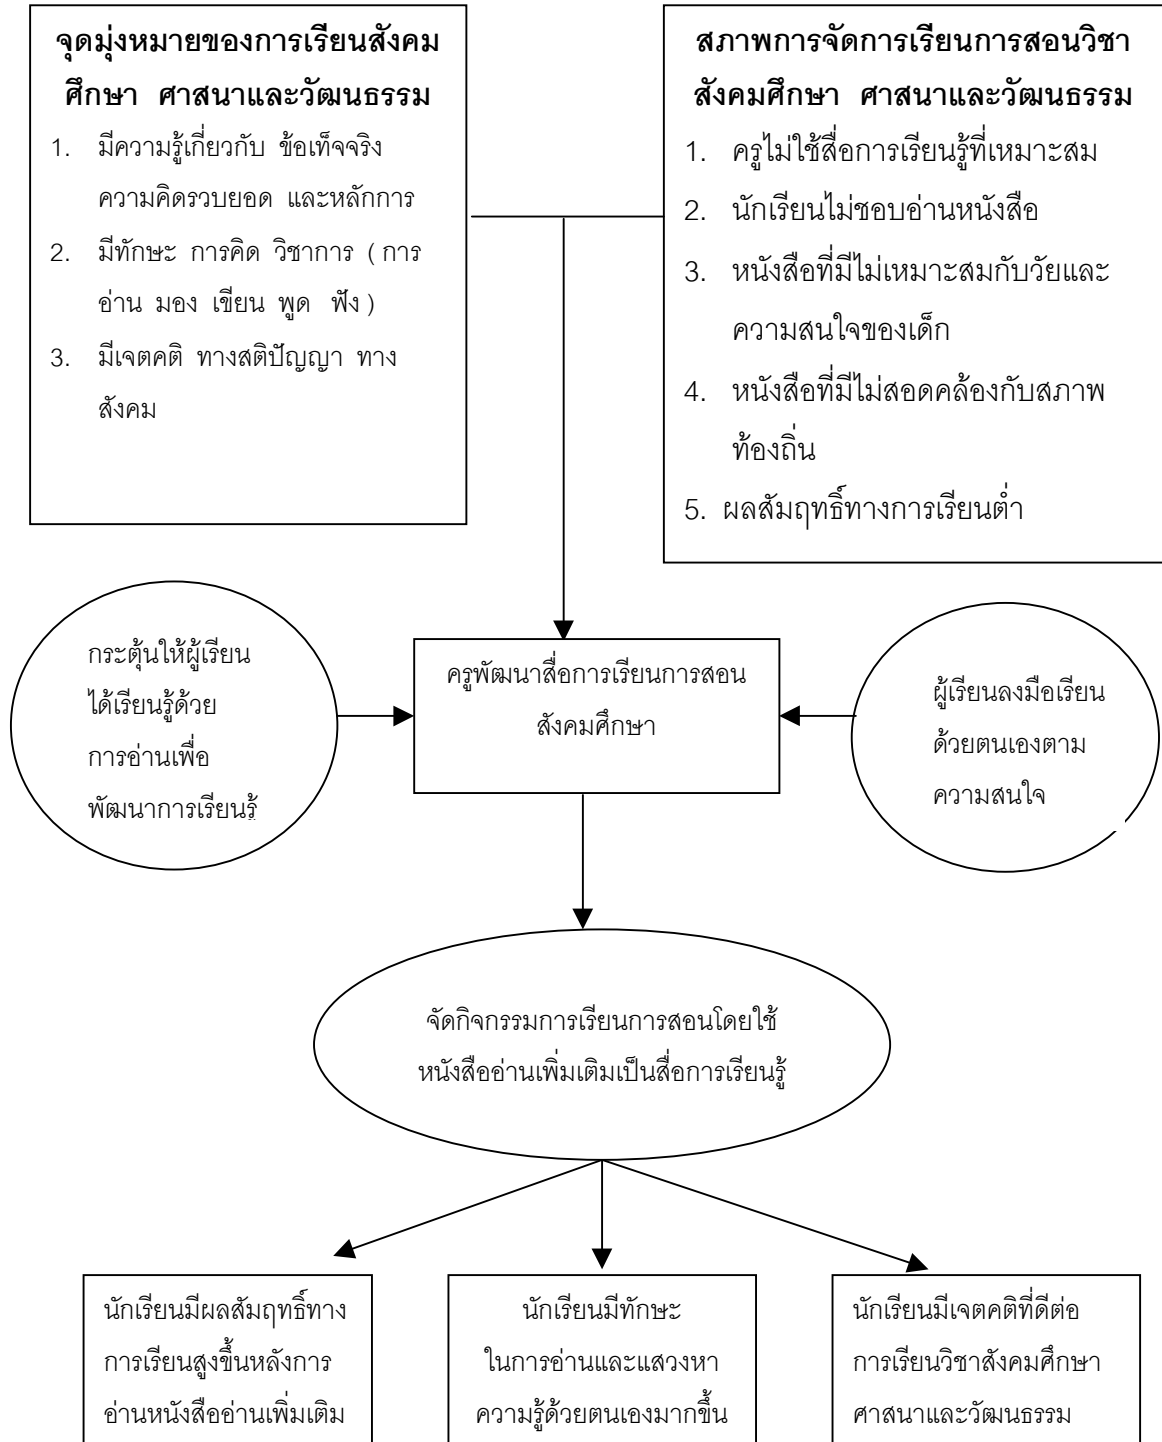 จุดมุ่งหมายของการเรียนสังคม
ศึกษา ศาสนาและวัฒนธรรม
1. มีความรู้เกี่ยวกับ ข้อเท็จจริง
ความคิดรวบยอด และหลักการ
2. มีทักษะ การคิด วิชาการ ( การ
อ่าน มอง เขียน พูด ฟัง )
3. มีเจตคติ ทางสติปัญญา ทาง
สังคม
สภาพการจัดการเรียนการสอนวิชา
สังคมศึกษา ศาสนาและวัฒนธรรม
1. ครูไม่ใช้สื่อการเรียนรู้ที่เหมาะสม
2. นักเรียนไม่ชอบอ่านหนังสือ
3. หนังสือที่มีไม่เหมาะสมกับวัยและ
ความสนใจของเด็ก
4. หนังสือที่มีไม่สอดคล้องกับสภาพ
ท้องถิ่น
5. ผลสัมฤทธิ์ทางการเรียนต่ำ
กระตุ้นให้ผู้เรียน
ได้เรียนรู้ด้วย
การอ่านเพื่อ
พัฒนาการเรียนรู้
ครูพัฒนาสื่อการเรียนการสอน
สังคมศึกษา
ผู้เรียนลงมือเรียน
ด้วยตนเองตาม
ความสนใจ
จัดกิจกรรมการเรียนการสอนโดยใช้
หนังสืออ่านเพิ่มเติมเป็นสื่อการเรียนรู้
นักเรียนมีผลสัมฤทธิ์ทาง
การเรียนสูงขึ้นหลังการ
อ่านหนังสืออ่านเพิ่มเติม
นักเรียนมีทักษะ
ในการอ่านและแสวงหา
ความรู้ด้วยตนเองมากขึ้น
นักเรียนมีเจตคติที่ดีต่อ
การเรียนวิชาสังคมศึกษา
ศาสนาและวัฒนธรรม